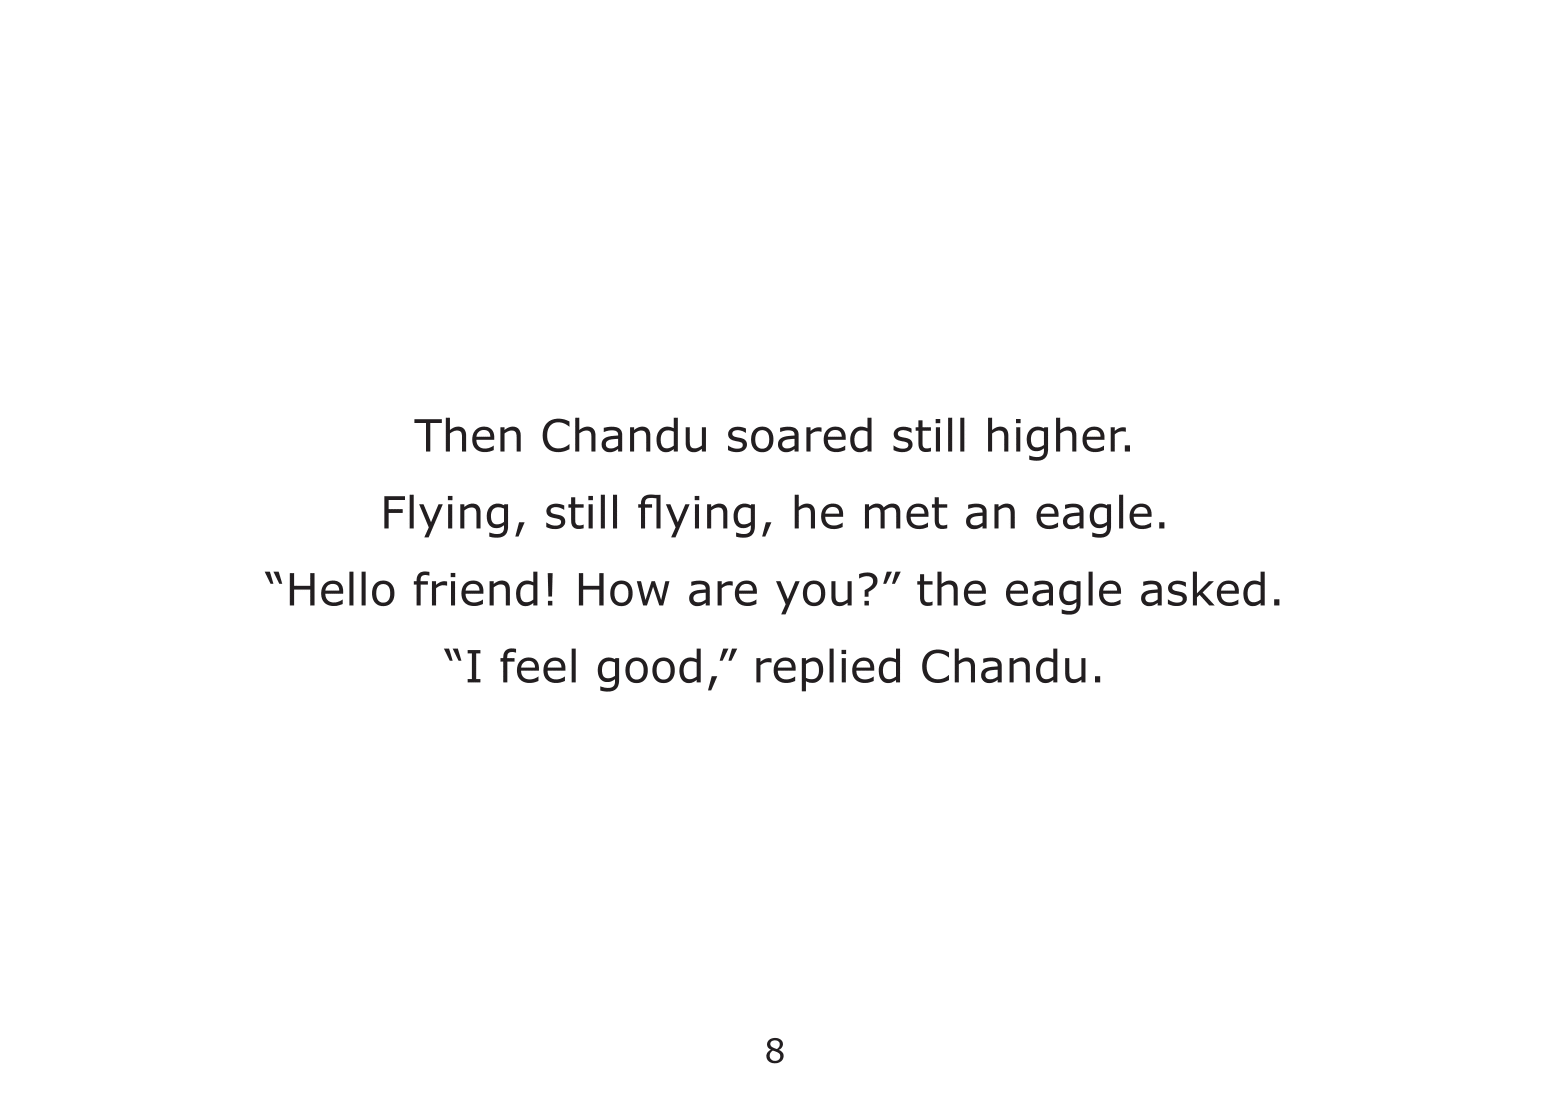 Then Chandu soared still higher.
Flying, still flying, he met an eagle.
“Hello friend! How are you?” the eagle asked.
“I feel good,” replied Chandu.
8